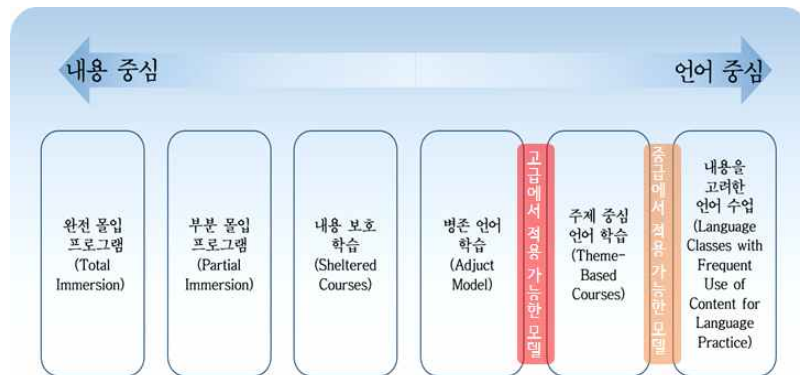 내용 중심
언어 중심
완전 몰입
프로그램
(Total
Immersion)
부분 몰입
프로그램
(Partial
Immersion)
내용 보호
학습
(Sheltered
Courses)
병존 언어
학습
(Adjuct
Model)
고급에서 적용 가능한 모델
주제 중심
언어 학습
(Theme-
Based
Courses)
중급에서 적용 가능한 모델
내용을
고려한
언어 수업
(Language
Classes with
Frequent
Use of
Content for
Language
Practice)